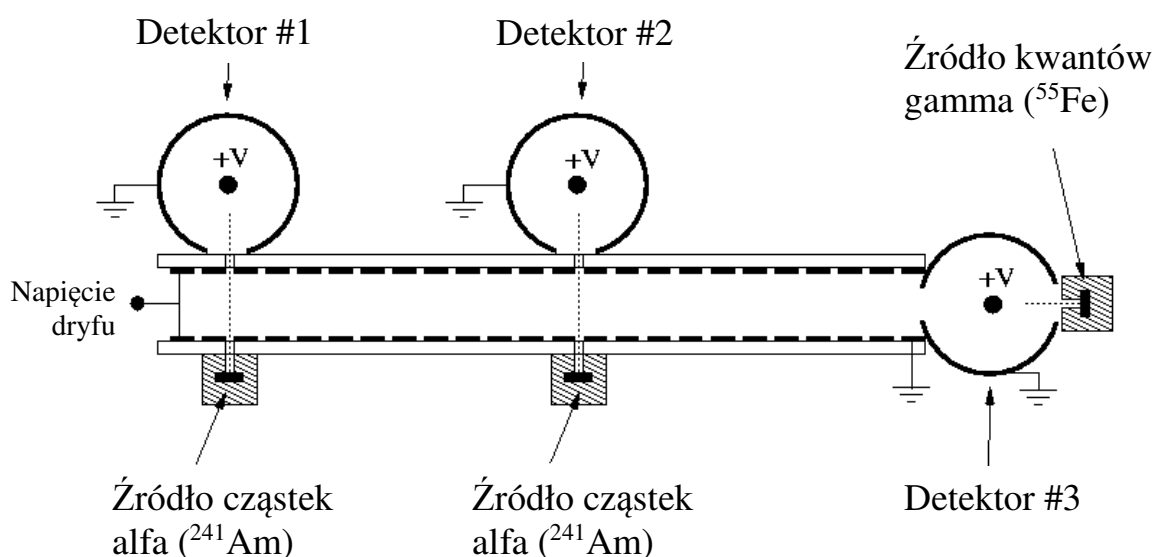 Detektor #1
Detektor #2
Źródło kwantów
gamma (⁵⁵Fe)
+V
+V
+V
Napięcie
dryfu
Źródło cząstek
alfa (²⁴¹Am)
Źródło cząstek
alfa (²⁴¹Am)
Detektor #3